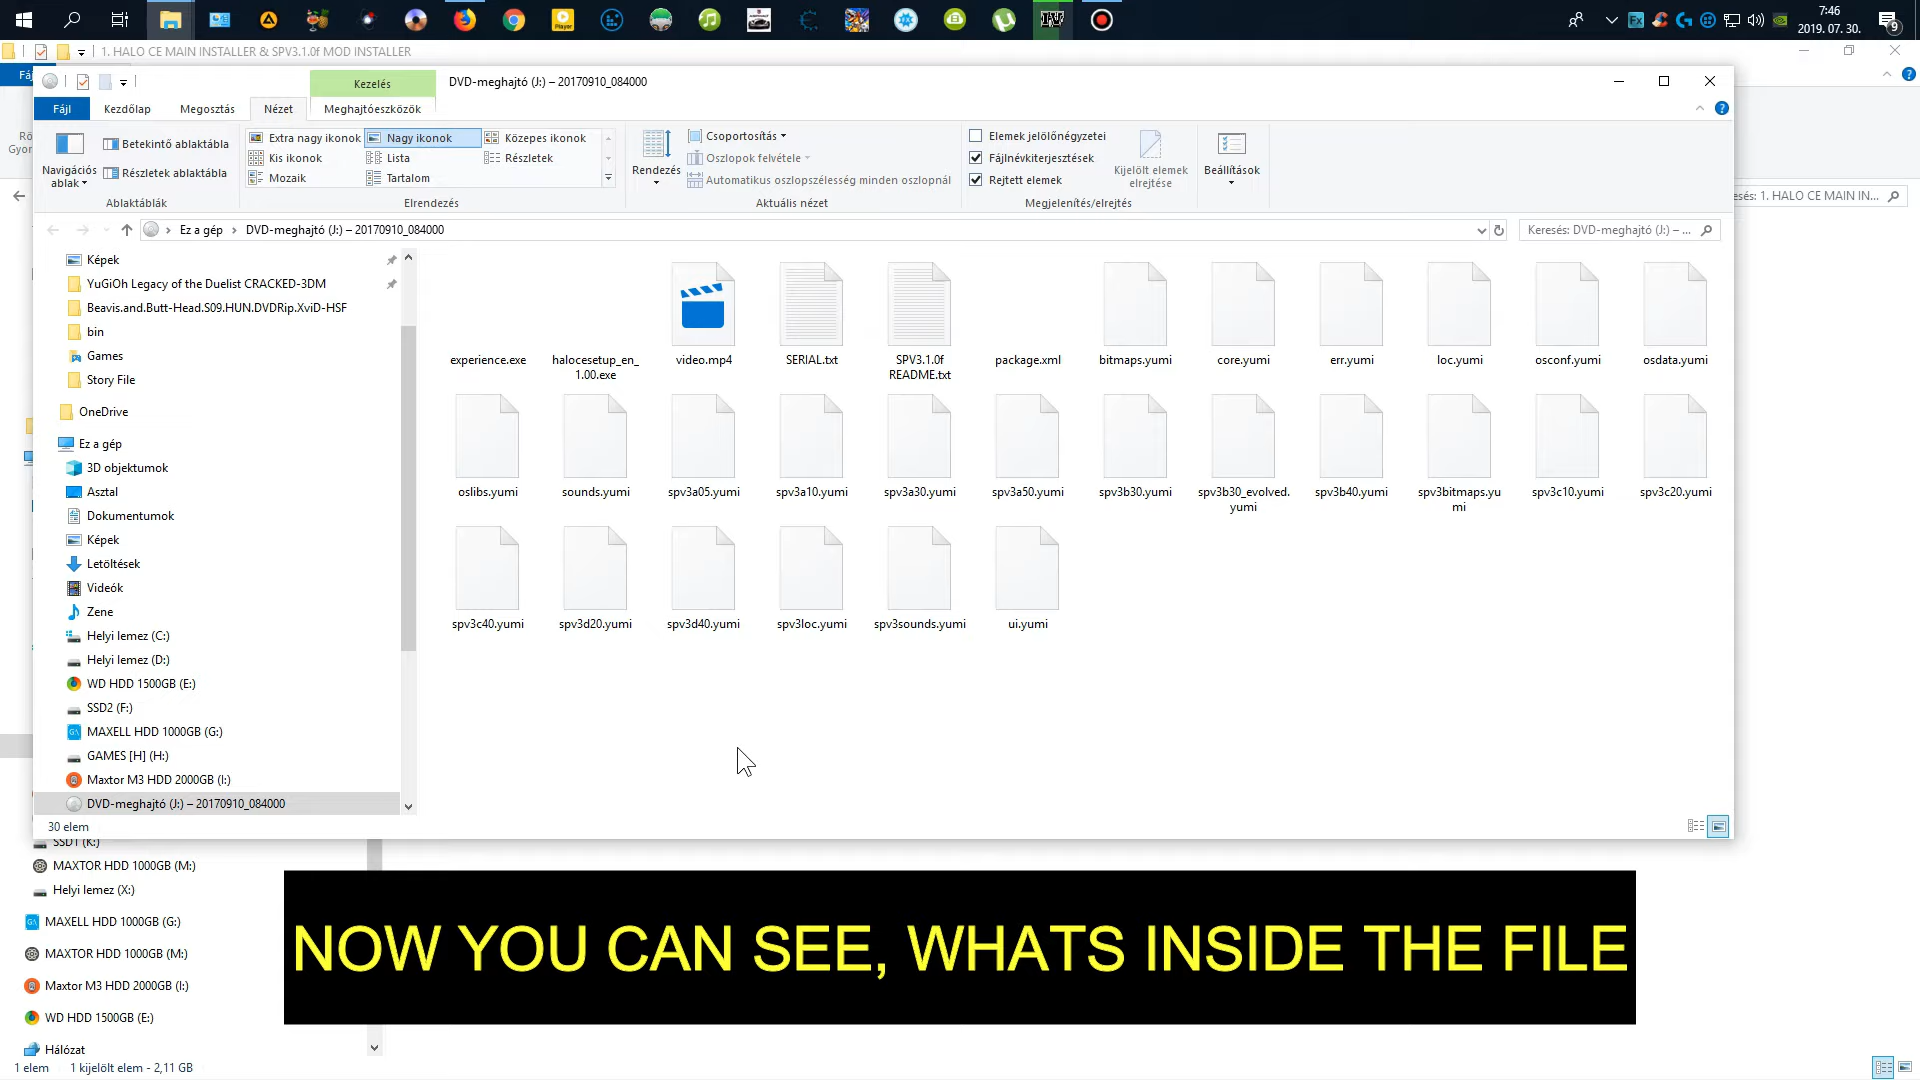 7:46
2019. 07. 30.
9
1. HALO CE MAIN INSTALLER & SPV3.1.0f MOD INSTALLER
Kezelés
DVD-meghajtó (J:) – 20170910_084000
Fájl
Kezdőlap
Megosztás
Nézet
Meghajtóeszközök
Navigációs
ablak
Betekintő ablaktábla
Részletek ablaktábla
Ablaktáblák
Extra nagy ikonok
Nagy ikonok
Közepes ikonok
Kis ikonok
Lista
Részletek
Mozaik
Tartalom
Elrendezés
Rendezés
Csoportosítás
Oszlopok felvétele
Automatikus oszlopszélesség minden oszlopnál
Aktuális nézet
Elemek jelölőnégyzetei
Fájlnévkiterjesztések
Rejtett elemek
Kijelölt elemek
elrejtése
Megjelenítés/elrejtés
Beállítások
Ez a gép
DVD-meghajtó (J:) – 20170910_084000
Keresés: DVD-meghajtó (J:) – ...
esés: 1. HALO CE MAIN IN...
Képek
YuGiOh Legacy of the Duelist CRACKED-3DM
Beavis.and.Butt-Head.S09.HUN.DVDRip.XviD-HSF
bin
Games
Story File
OneDrive
Ez a gép
3D objektumok
Asztal
Dokumentumok
Képek
Letöltések
Videók
Zene
Helyi lemez (C:)
Helyi lemez (D:)
WD HDD 1500GB (E:)
SSD2 (F:)
MAXELL HDD 1000GB (G:)
GAMES [H] (H:)
Maxtor M3 HDD 2000GB (I:)
DVD-meghajtó (J:) – 20170910_084000
30 elem
experience.exe
halocesetup_en_
1.00.exe
video.mp4
SERIAL.txt
SPV3.1.0f
README.txt
package.xml
bitmaps.yumi
core.yumi
err.yumi
loc.yumi
osconf.yumi
osdata.yumi
oslibs.yumi
sounds.yumi
spv3a05.yumi
spv3a10.yumi
spv3a30.yumi
spv3a50.yumi
spv3b30.yumi
spv3b30_evolved.
yumi
spv3b40.yumi
spv3bitmaps.yu
mi
spv3c10.yumi
spv3c20.yumi
spv3c40.yumi
spv3d20.yumi
spv3d40.yumi
spv3loc.yumi
spv3sounds.yumi
ui.yumi
SSD1 (K:)
MAXTOR HDD 1000GB (M:)
Helyi lemez (X:)
MAXELL HDD 1000GB (G:)
MAXTOR HDD 1000GB (M:)
Maxtor M3 HDD 2000GB (I:)
WD HDD 1500GB (E:)
Hálózat
1 elem
1 kijelölt elem - 2,11 GB
NOW YOU CAN SEE, WHATS INSIDE THE FILE